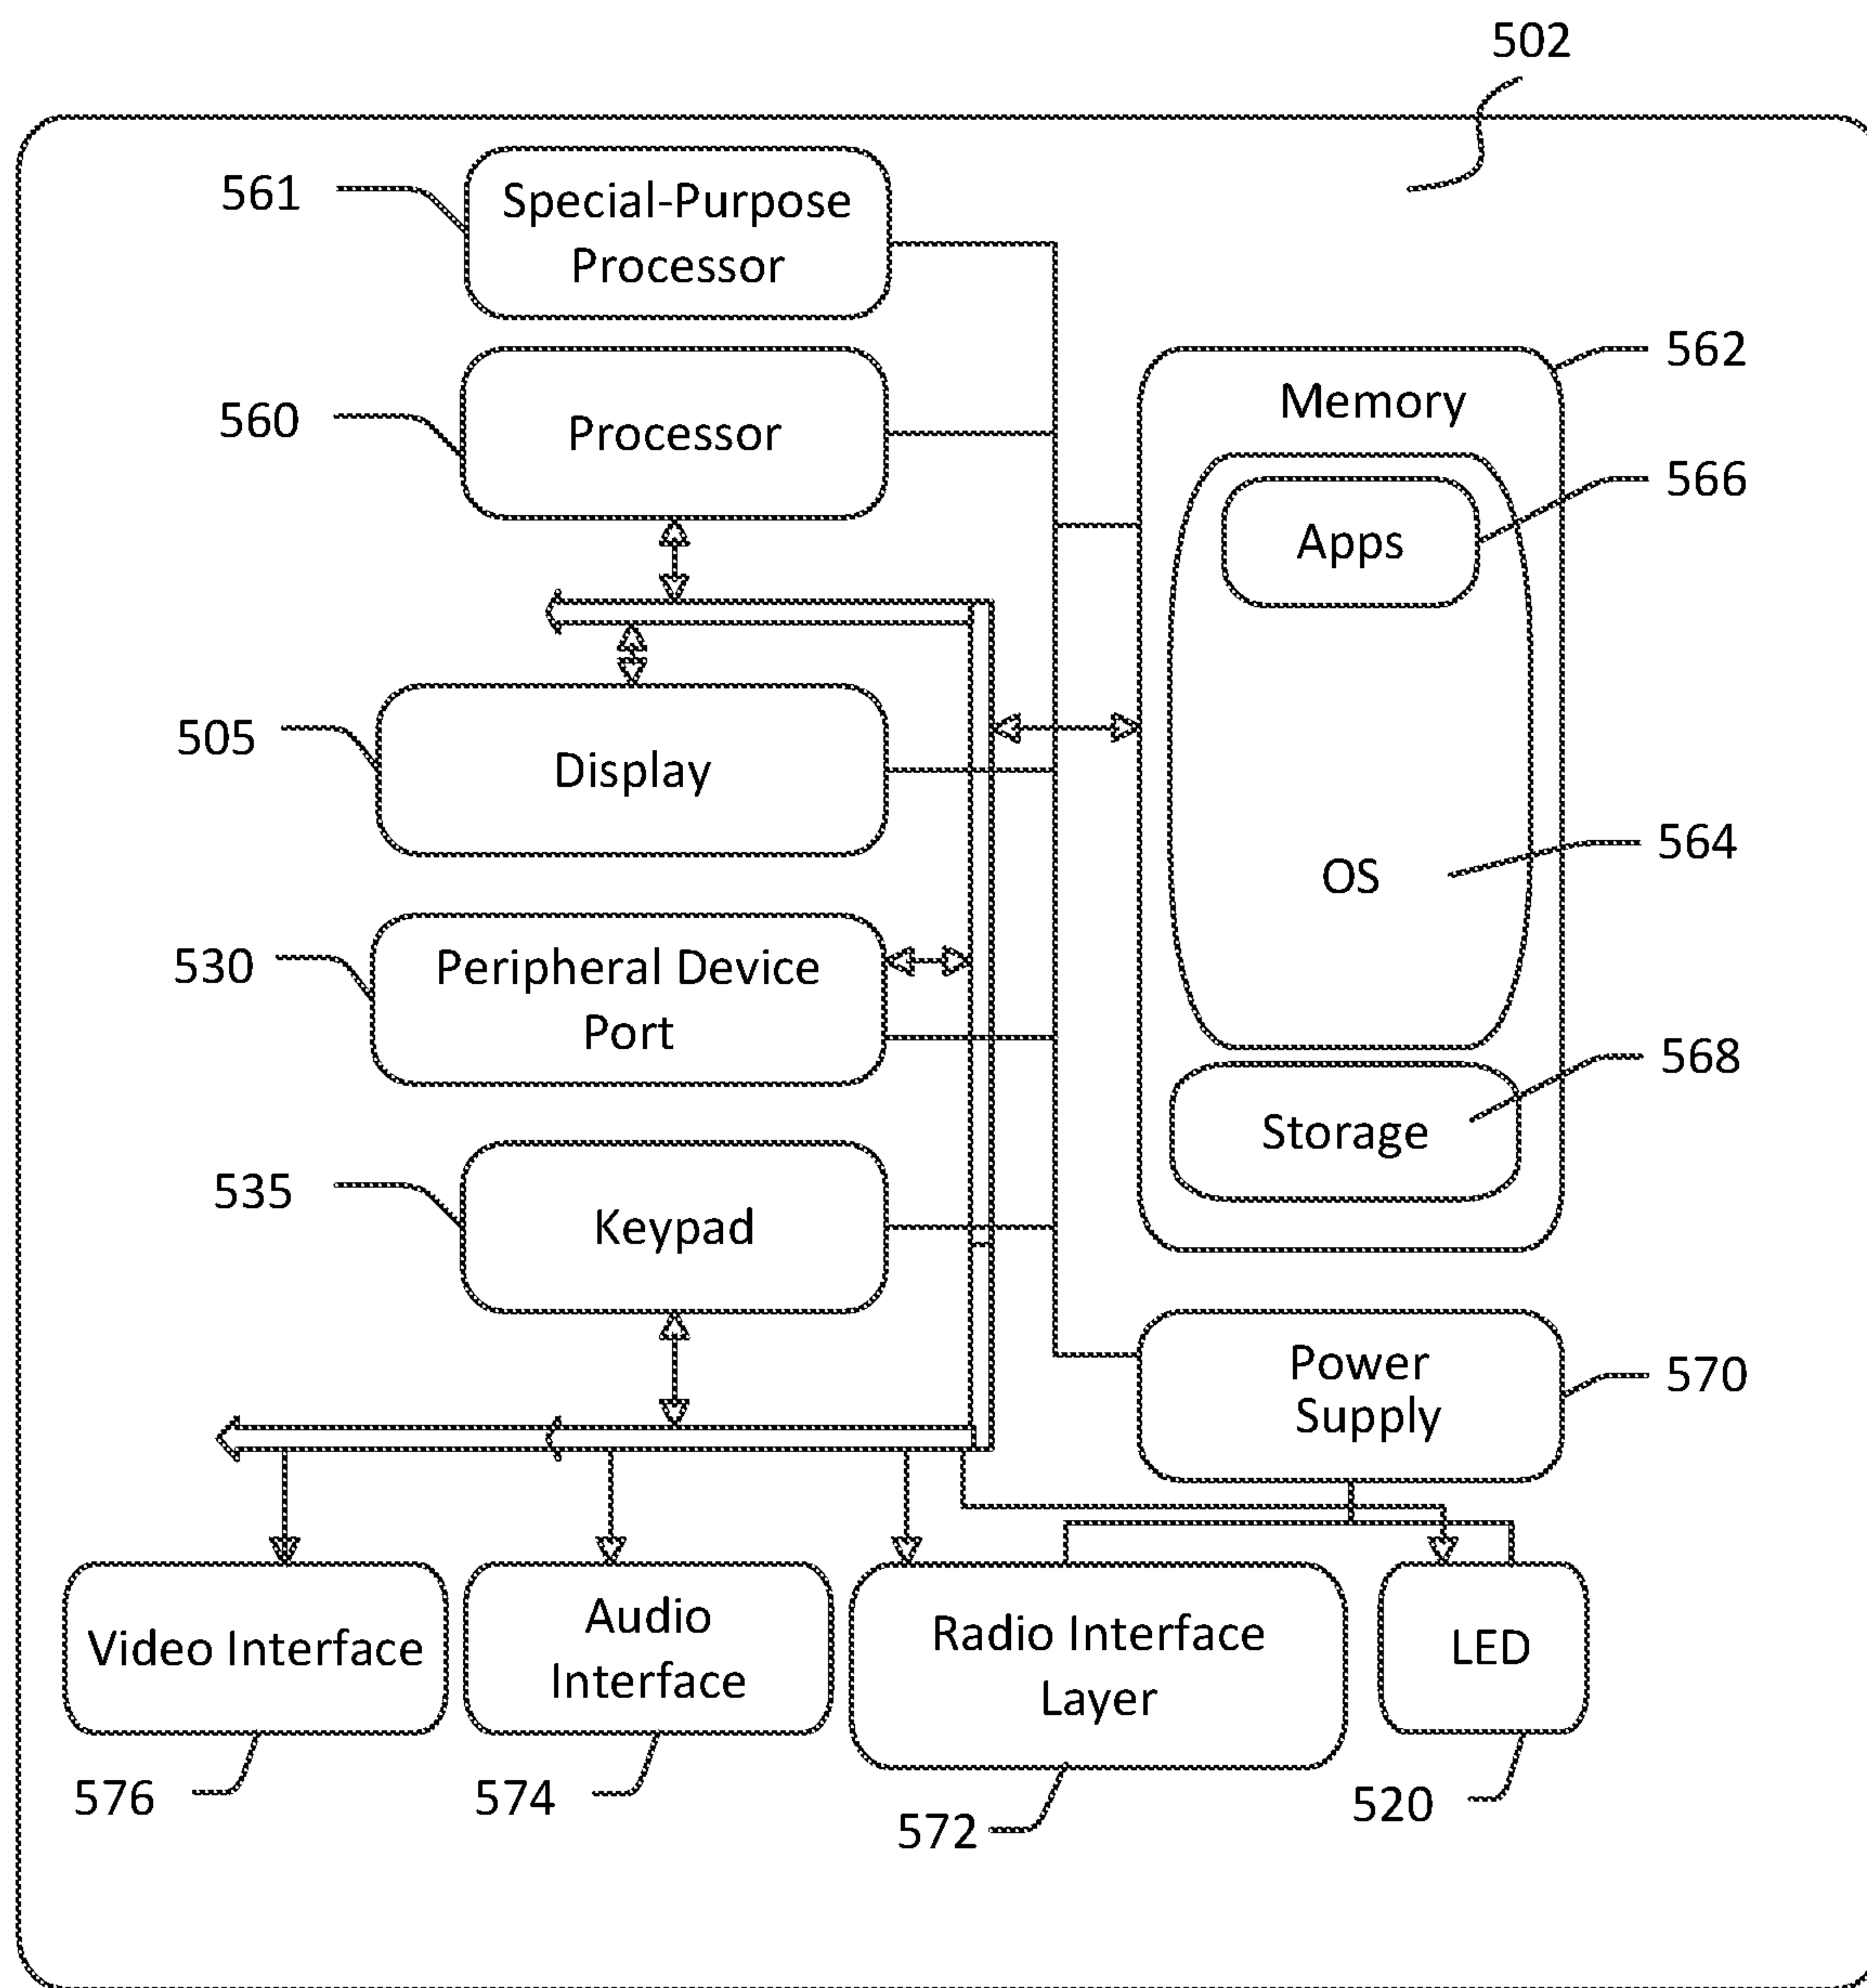 502
561
Special-Purpose
Processor
562
Memory
560
Processor
566
Apps
505
Display
564
OS
530
Peripheral Device
Port
568
Storage
535
Keypad
Power
Supply
570
Video Interface
Audio
Interface
Radio Interface
Layer
LED
576
574
572
520